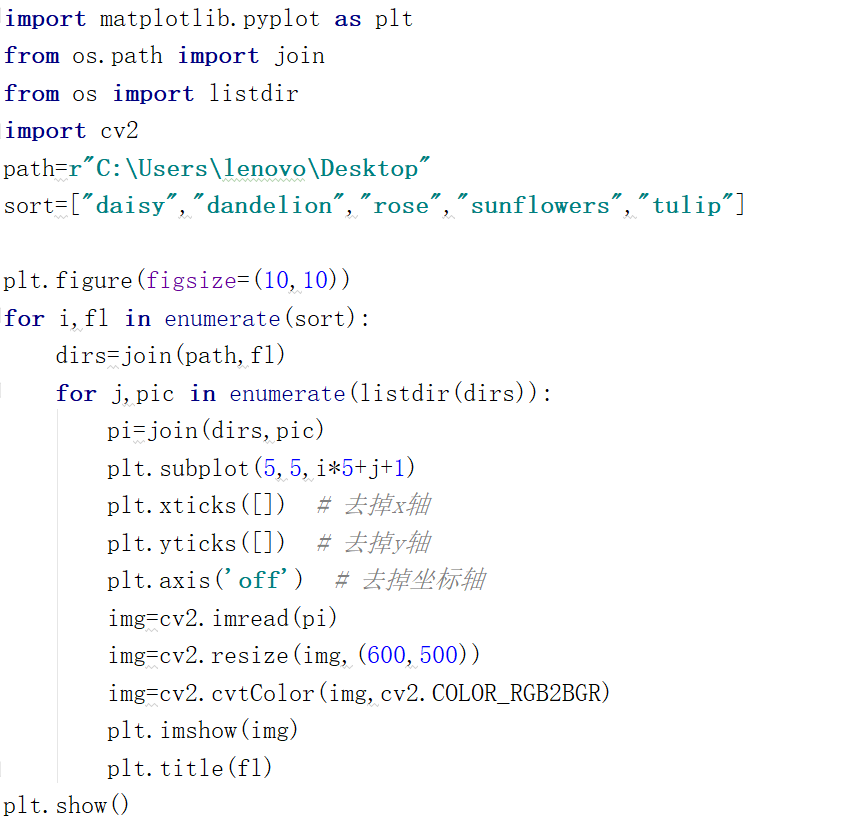 import matplotlib.pyplot as plt
from os.path import join
from os import listdir
import cv2
path=r"C:\Users\lenovo\Desktop"
sort=["daisy","dandelion","rose","sunflowers","tulip"]

plt.figure(figsize=(10,10))
for i,fl in enumerate(sort):
    dirs=join(path,fl)
    for j,pic in enumerate(listdir(dirs)):
        pi=join(dirs,pic)
        plt.subplot(5,5,i*5+j+1)
        plt.xticks([])  # 去掉x轴
        plt.yticks([])  # 去掉y轴
        plt.axis('off')  # 去掉坐标轴
        img=cv2.imread(pi)
        img=cv2.resize(img,(600,500))
        img=cv2.cvtColor(img,cv2.COLOR_RGB2BGR)
        plt.imshow(img)
        plt.title(fl)
plt.show()